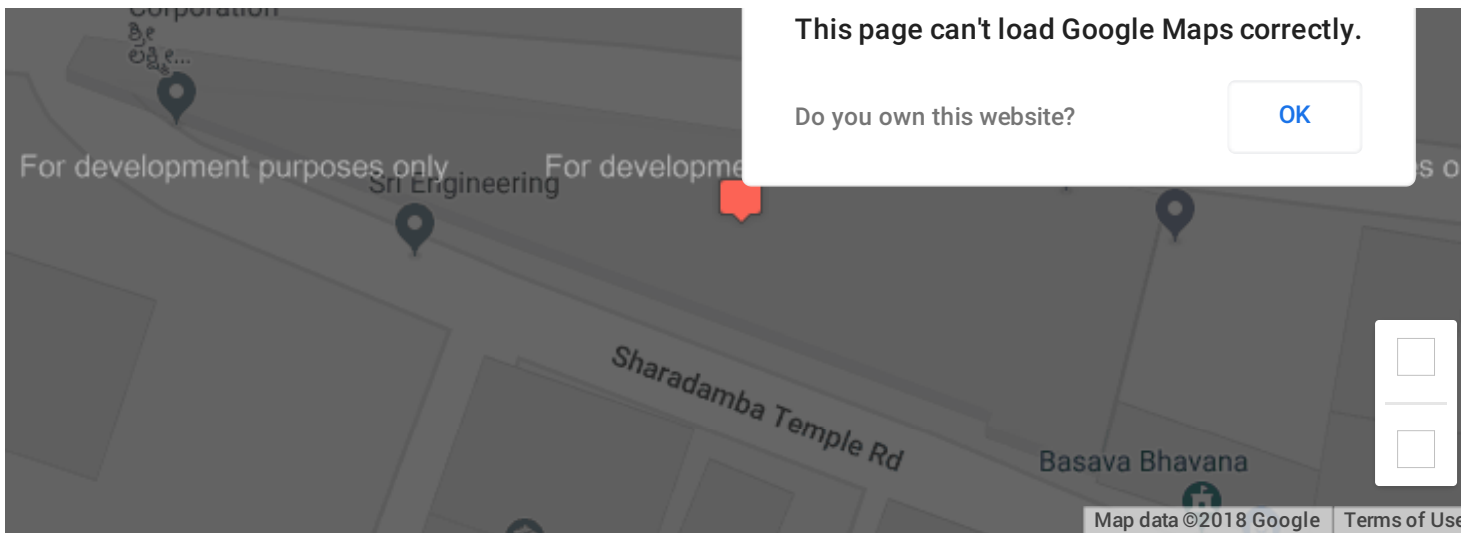 Corporation
ಶ್ರೀ
ಲಕ್ಷ್ಮೀ...
This page can't load Google Maps correctly.
Do you own this website?
OK
For development purposes only
For developme
s o
Sri Engineering
Sharadamba Temple Rd
Basava Bhavana
Map data ©2018 Google
Terms of Use